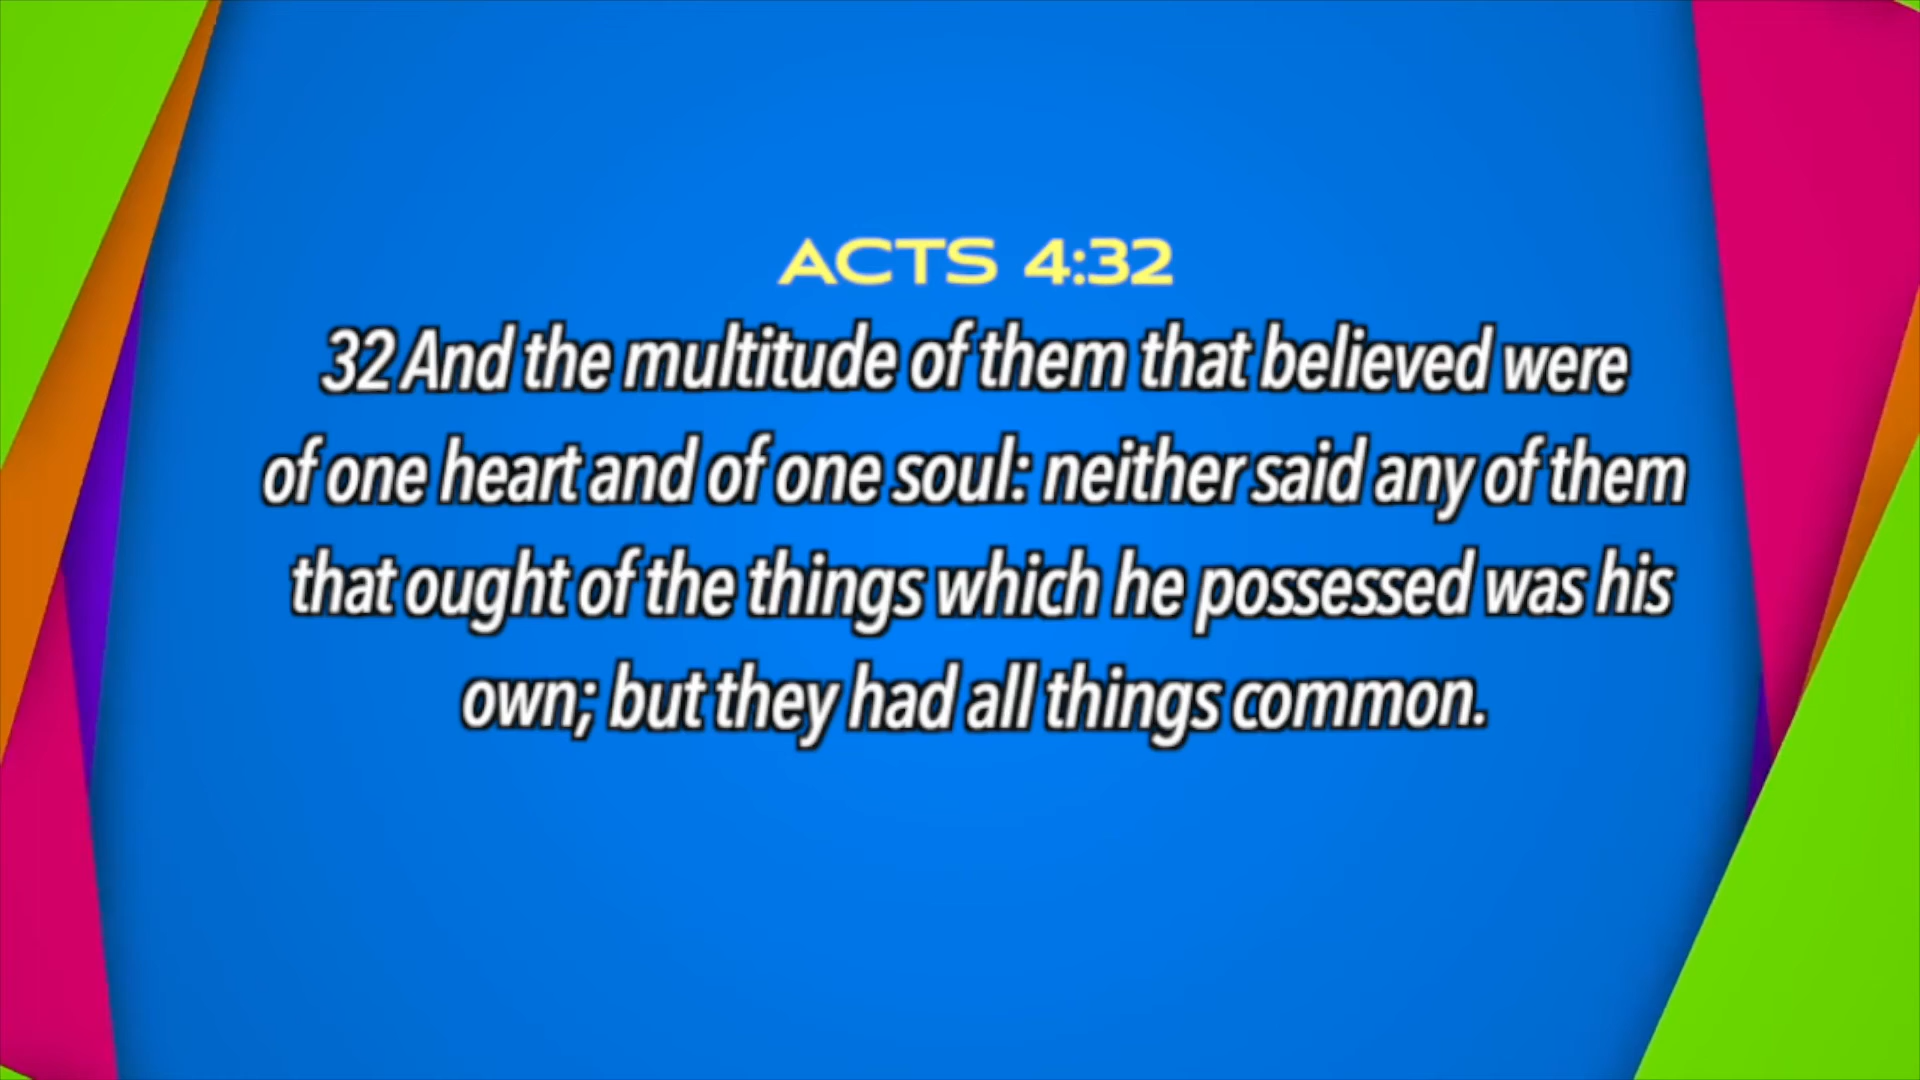 ACTS 4:32
32 And the multitude of them that believed were
of one heart and of one soul: neither said any of them
that ought of the things which he possessed was his
own; but they had all things common.